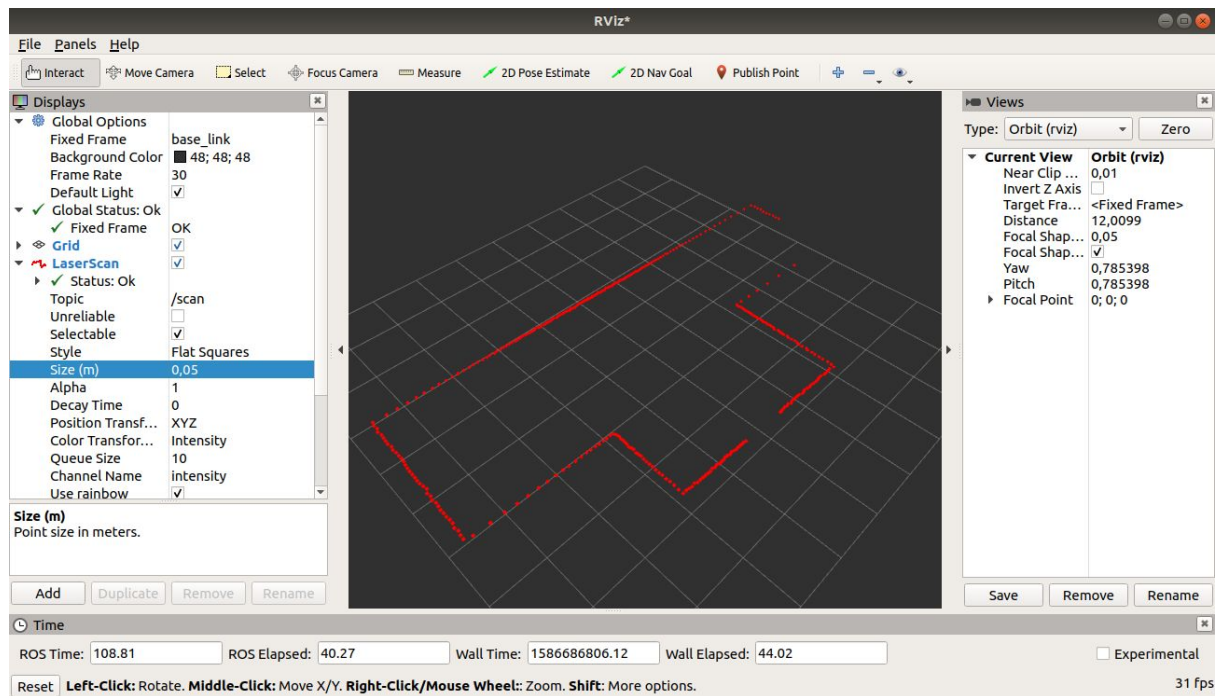 RViz*
File Panels Help
Interact Move Camera Select Focus Camera Measure 2D Pose Estimate 2D Nav Goal Publish Point
Displays
Global Options
Fixed Frame base_link
Background Color 48; 48; 48
Frame Rate 30
Default Light
Global Status: Ok
Fixed Frame OK
Grid
LaserScan
Status: Ok
Topic /scan
Unreliable
Selectable
Style Flat Squares
Size (m) 0,05
Alpha 1
Decay Time 0
Position Transf... XYZ
Color Transfor... Intensity
Queue Size 10
Channel Name intensity
Use rainbow
Size (m)
Point size in meters.
Add Duplicate Remove Rename
Views
Type: Orbit (rviz) Zero
Current View Orbit (rviz)
Near Clip ... 0,01
Invert Z Axis
Target Fra... <Fixed Frame>
Distance 12,0099
Focal Shap... 0,05
Focal Shap...
Yaw 0,785398
Pitch 0,785398
Focal Point 0; 0; 0
Save Remove Rename
Time
ROS Time: 108.81 ROS Elapsed: 40.27 Wall Time: 1586686806.12 Wall Elapsed: 44.02 Experimental
Reset Left-Click: Rotate. Middle-Click: Move X/Y. Right-Click/Mouse Wheel:: Zoom. Shift: More options. 31 fps